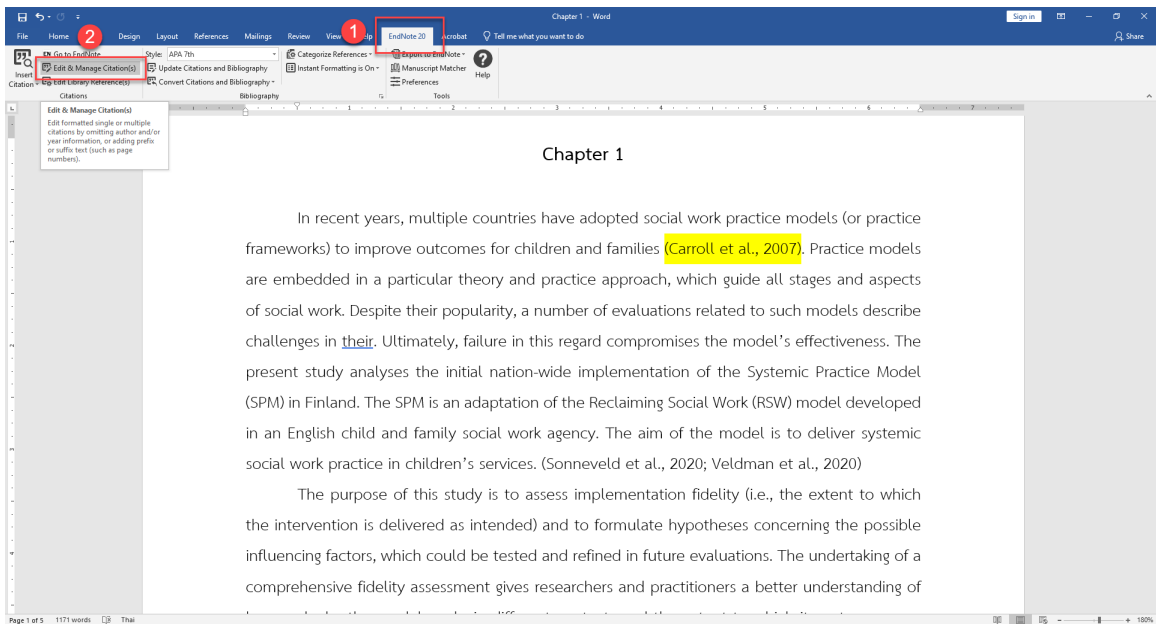 Chapter 1 - Word
Sign in
File Home Design Layout References Mailings Review View Help EndNote 20 Acrobat Tell me what you want to do
Share
1
2
Insert Citation
Go to EndNote
Edit & Manage Citation(s)
Edit Library Reference(s)
Citations
Style: APA 7th
Update Citations and Bibliography
Convert Citations and Bibliography
Categorize References
Instant Formatting is On
Bibliography
Export to EndNote
Manuscript Matcher
Preferences
Help
Tools
Edit & Manage Citation(s)
Edit formatted single or multiple
citations by omitting author and/or
year information, or adding prefix
or suffix text (such as page
numbers).
1 2 3 4 5 6 7
Chapter 1
In recent years, multiple countries have adopted social work practice models (or practice
frameworks) to improve outcomes for children and families (Carroll et al., 2007). Practice models
are embedded in a particular theory and practice approach, which guide all stages and aspects
of social work. Despite their popularity, a number of evaluations related to such models describe
challenges in their. Ultimately, failure in this regard compromises the model's effectiveness. The
present study analyses the initial nation-wide implementation of the Systemic Practice Model
(SPM) in Finland. The SPM is an adaptation of the Reclaiming Social Work (RSW) model developed
in an English child and family social work agency. The aim of the model is to deliver systemic
social work practice in children's services. (Sonneveld et al., 2020; Veldman et al., 2020)
The purpose of this study is to assess implementation fidelity (i.e., the extent to which
the intervention is delivered as intended) and to formulate hypotheses concerning the possible
influencing factors, which could be tested and refined in future evaluations. The undertaking of a
comprehensive fidelity assessment gives researchers and practitioners a better understanding of
Page 1 of 5 1171 words Thai
180%